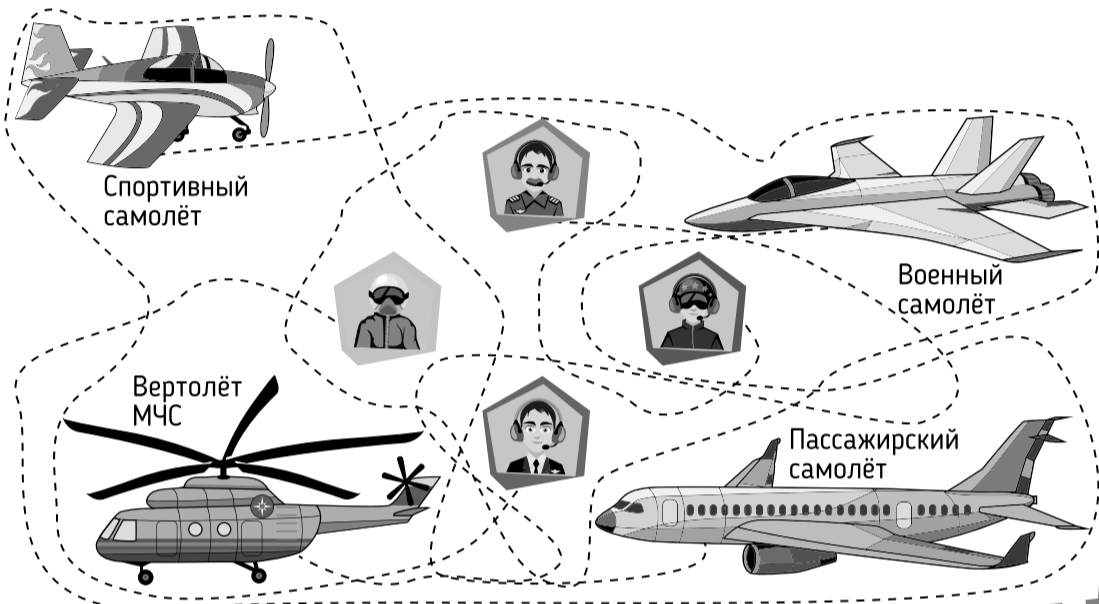 Спортивный
самолёт
Военный
самолёт
Вертолёт
МЧС
Пассажирский
самолёт